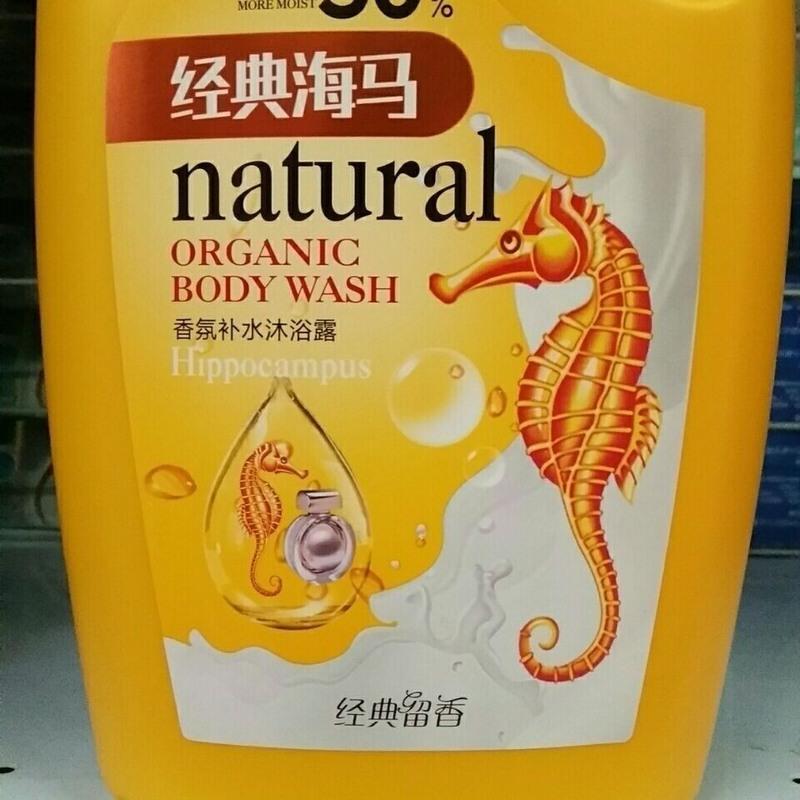 MORE MOIST 30%
经典海马
natural
ORGANIC
BODY WASH
香氛补水沐浴露
Hippocampus
经典留香